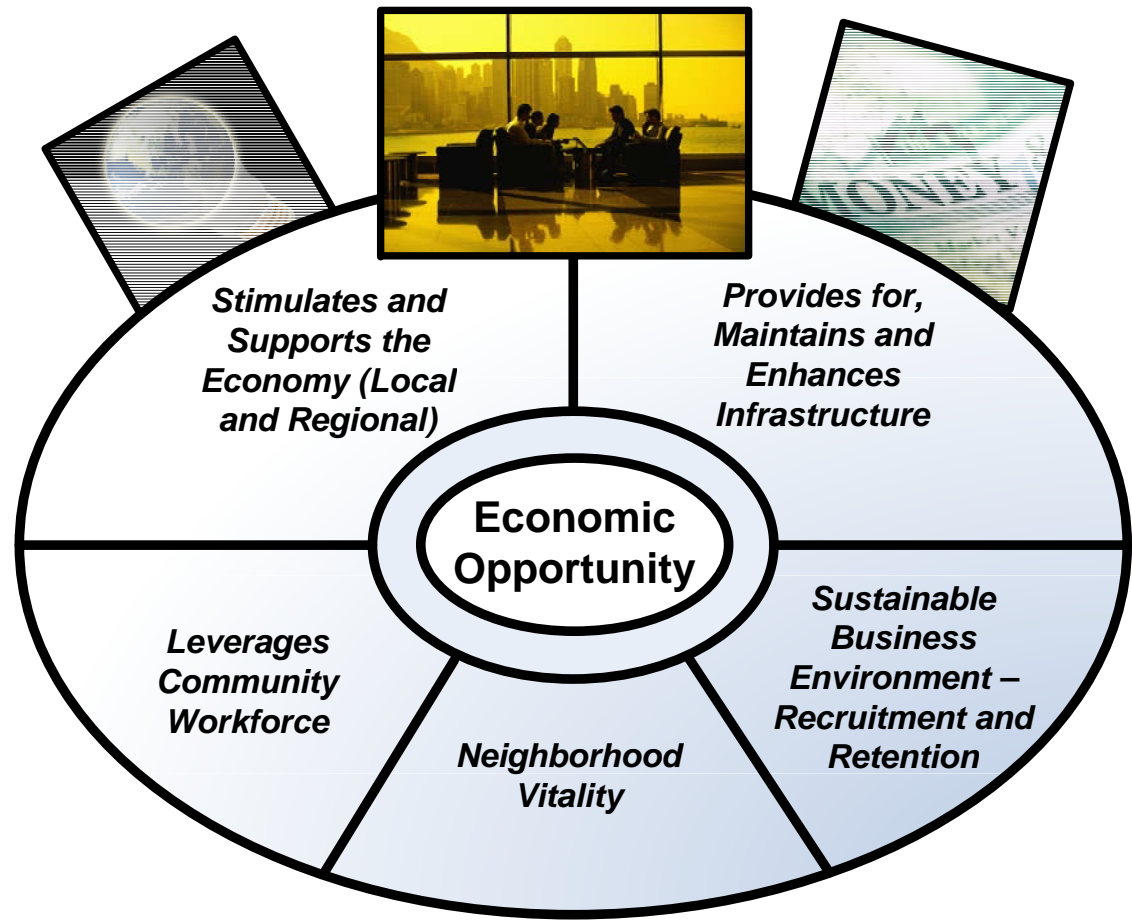 MONEY &
Stimulates and
Supports the
Economy (Local
and Regional)
Provides for,
Maintains and
Enhances
Infrastructure
Economic
Opportunity
Leverages
Community
Workforce
Neighborhood
Vitality
Sustainable
Business
Environment –
Recruitment and
Retention